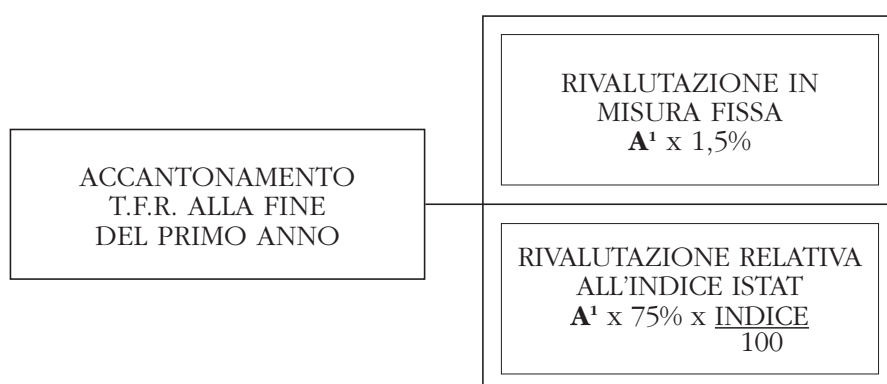 ACCANTONAMENTO
T.F.R. ALLA FINE
DEL PRIMO ANNO
RIVALUTAZIONE IN
MISURA FISSA
A¹ x 1,5%
RIVALUTAZIONE RELATIVA
ALL'INDICE ISTAT
A¹ x 75% x INDICE
100